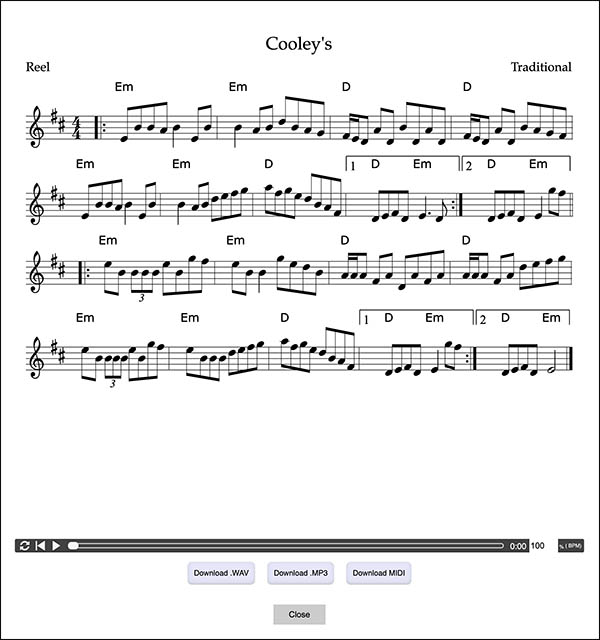 Cooley's
Reel Traditional
Em Em D D
4 4
Em Em D 1 D Em 2 D Em
Em Em D D
3
Em Em D 1 D Em 2 D Em
3
0:00 100 % (BPM)
Download .WAV Download .MP3 Download MIDI
Close